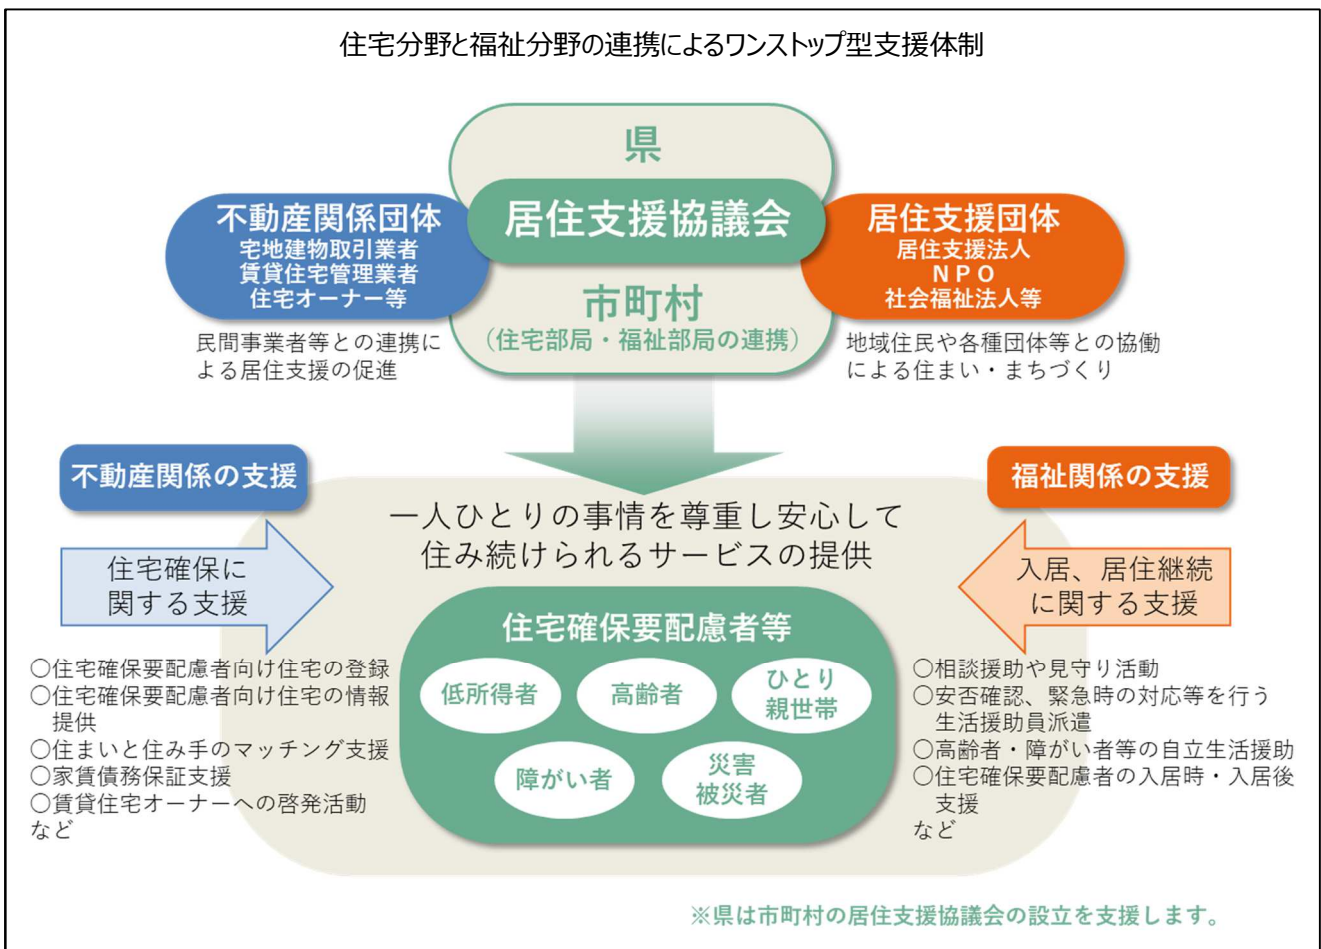 住宅分野と福祉分野の連携によるワンストップ型支援体制
県
居住支援協議会
市町村
（住宅部局・福祉部局の連携）
不動産関係団体
宅地建物取引業者
賃貸住宅管理業者
住宅オーナー等
民間事業者等との連携に
よる居住支援の促進
居住支援団体
居住支援法人
ＮＰＯ
社会福祉法人等
地域住民や各種団体等との協働
による住まい・まちづくり
不動産関係の支援
住宅確保に
関する支援
○住宅確保要配慮者向け住宅の登録
○住宅確保要配慮者向け住宅の情報
提供
○住まいと住み手のマッチング支援
○家賃債務保証支援
○賃貸住宅オーナーへの啓発活動
など
一人ひとりの事情を尊重し安心して
住み続けられるサービスの提供
住宅確保要配慮者等
低所得者
高齢者
ひとり
親世帯
障がい者
災害
被災者
福祉関係の支援
入居、居住継続
に関する支援
○相談援助や見守り活動
○安否確認、緊急時の対応等を行う
生活援助員派遣
○高齢者・障がい者等の自立生活援助
○住宅確保要配慮者の入居時・入居後
支援
など
※県は市町村の居住支援協議会の設立を支援します。